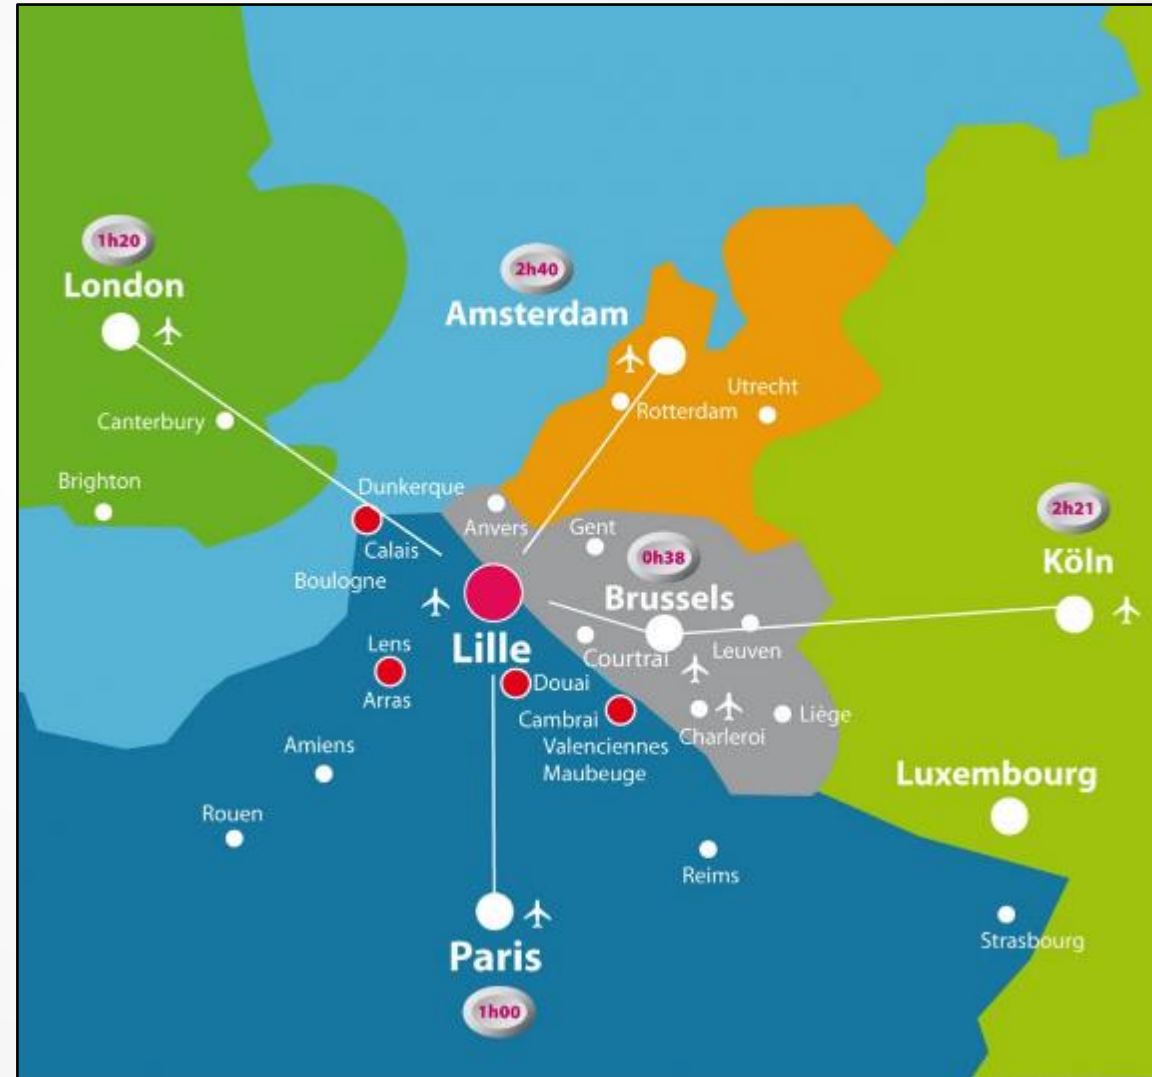 1h20
London
2h40
Amsterdam
Utrecht
Rotterdam
Canterbury
Brighton
Dunkerque
Anvers
Gent
2h21
Köln
Calais
Boulogne
0h38
Brussels
Lille
Lens
Arras
Courtrai
Leuven
Douai
Cambrai
Valenciennes
Maubeuge
Charleroi
Liège
Amiens
Luxembourg
Rouen
Reims
Strasbourg
Paris
1h00